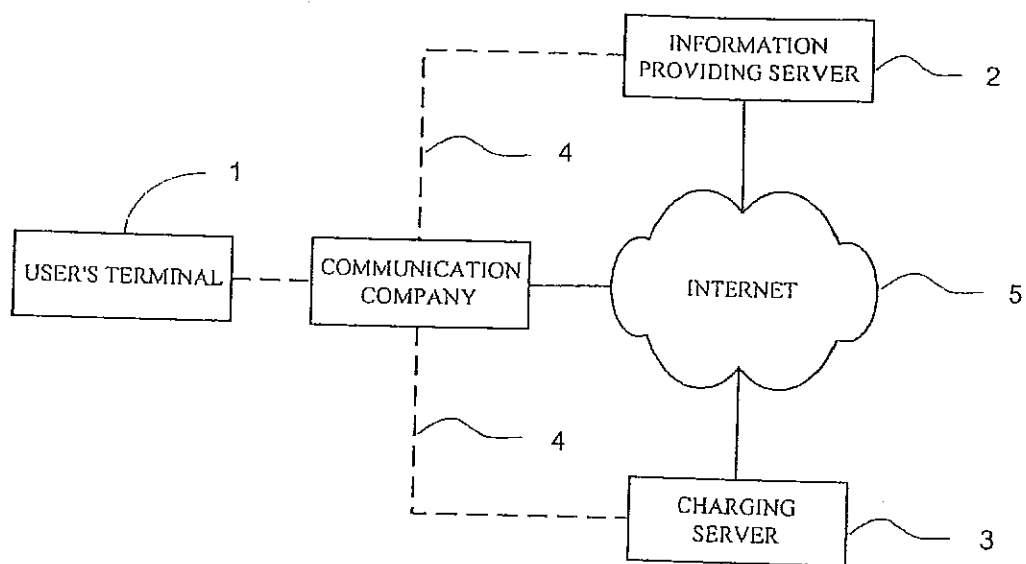 INFORMATION
PROVIDING SERVER
2
4
1
USER'S TERMINAL
COMMUNICATION
COMPANY
INTERNET
5
4
CHARGING
SERVER
3